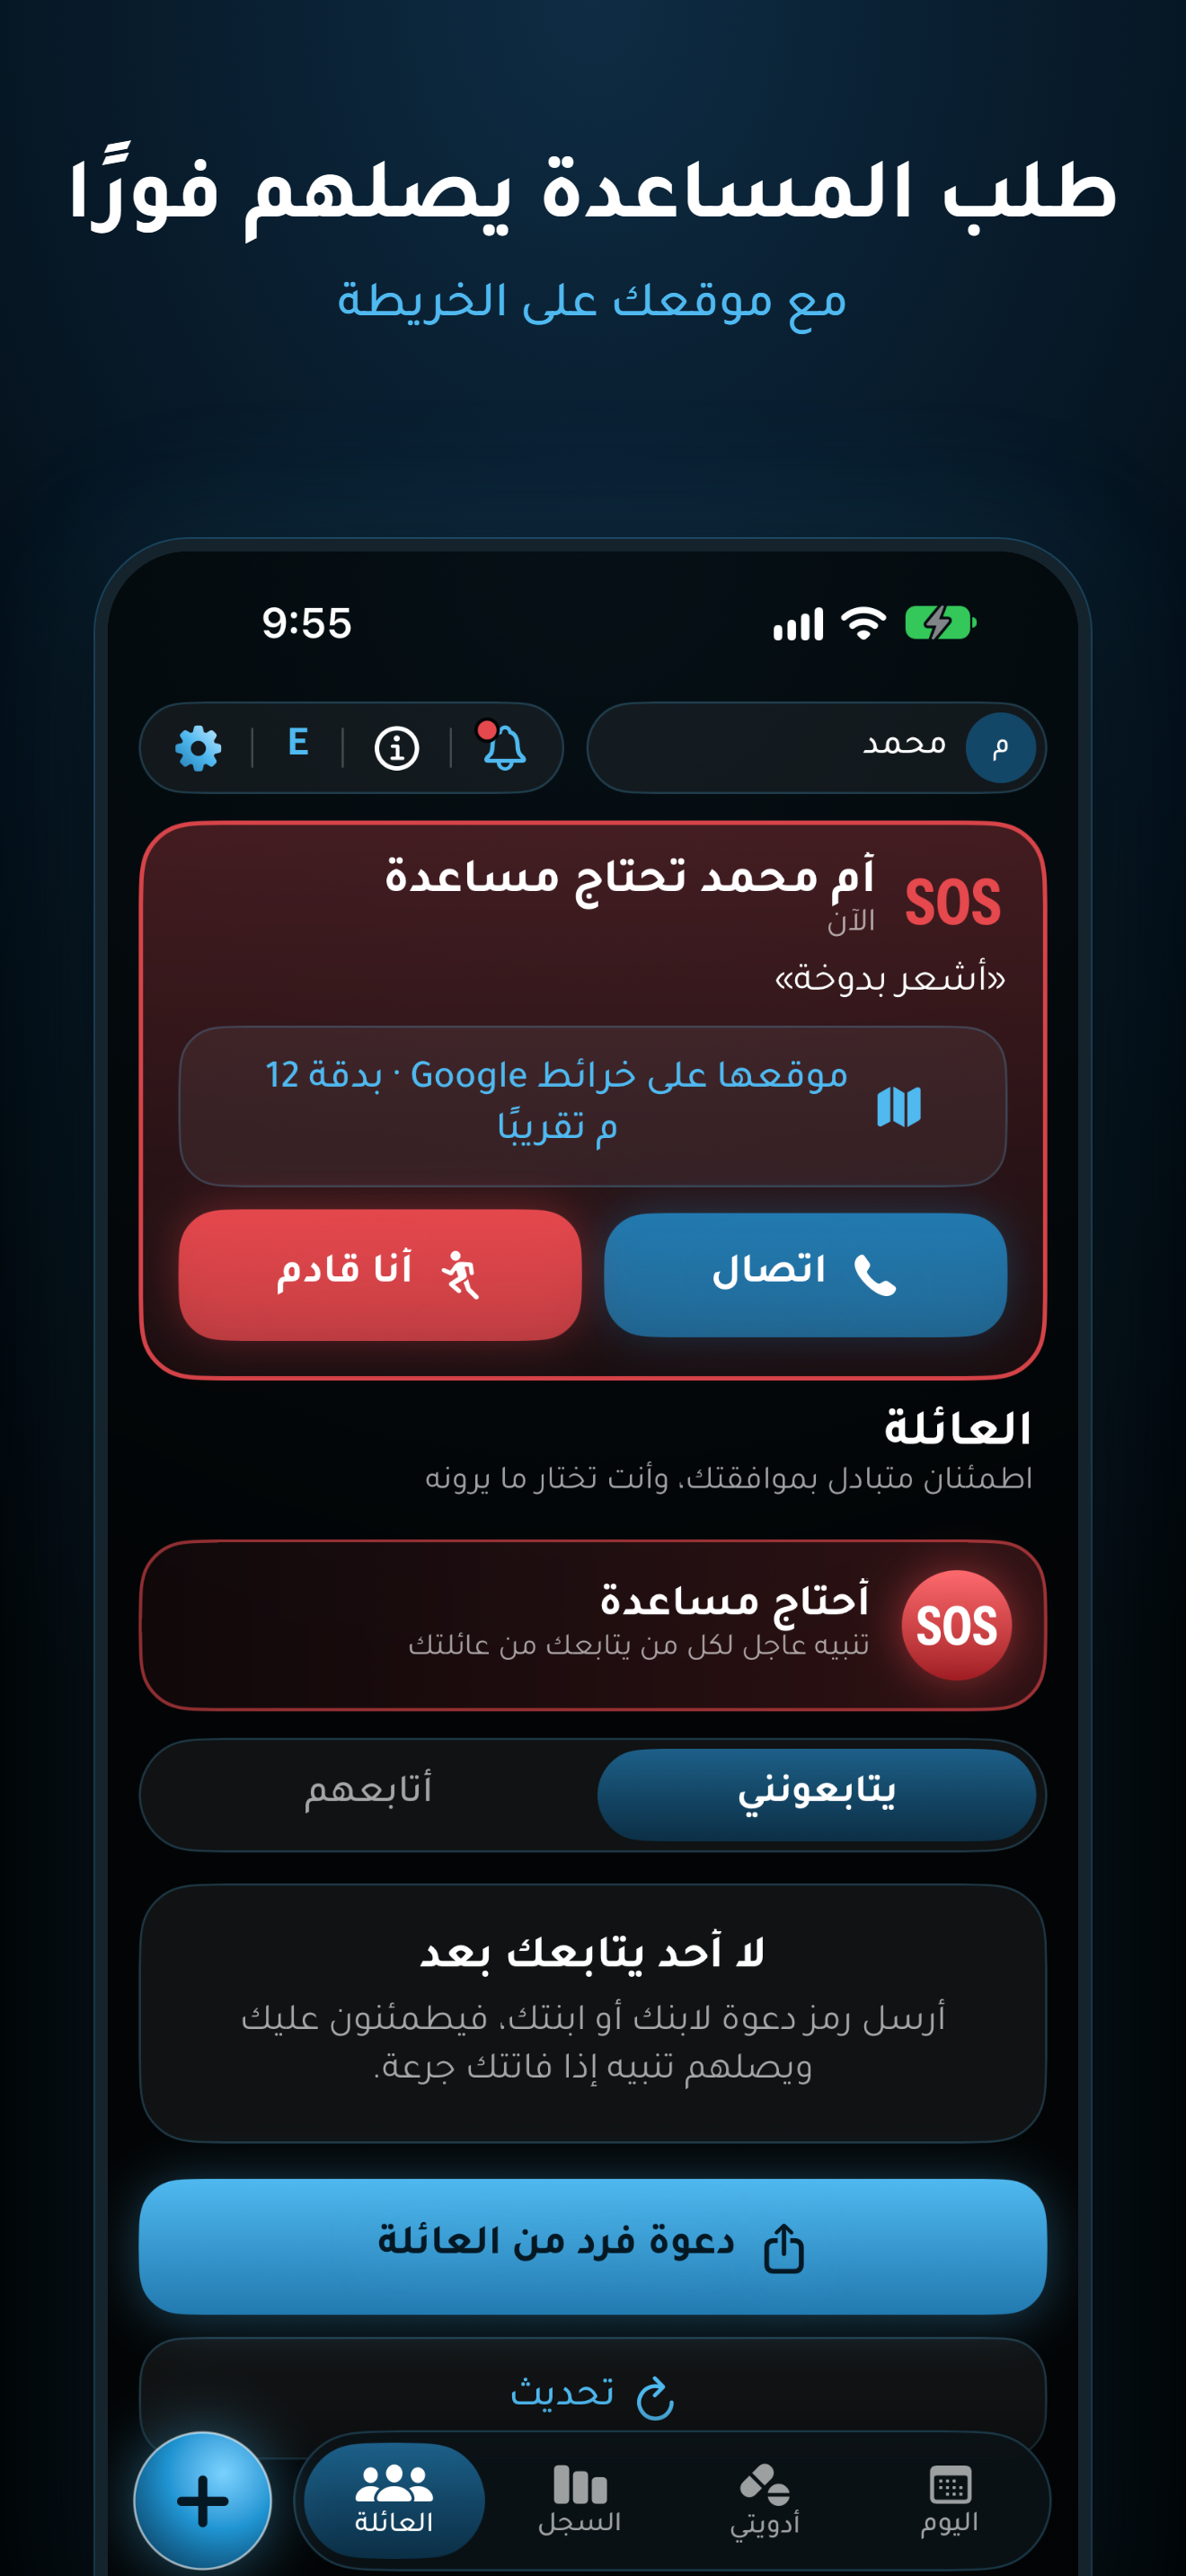 طلب المساعدة يصلهم فورًا
مع موقعك على الخريطة
9:55
م
محمد
E
SOS
أم محمد تحتاج مساعدة
الآن
«أشعر بدوخة»
موقعها على خرائط Google · بدقة 12
م تقريبًا
اتصال
أنا قادم
العائلة
اطمئنان متبادل بموافقتك، وأنت تختار ما يرونه
SOS
أحتاج مساعدة
تنبيه عاجل لكل من يتابعك من عائلتك
يتابعونني
أتابعهم
لا أحد يتابعك بعد
أرسل رمز دعوة لابنك أو ابنتك، فيطمئنون عليك
ويصلهم تنبيه إذا فاتتك جرعة.
دعوة فرد من العائلة
تحديث
اليوم
أدويتي
السجل
العائلة